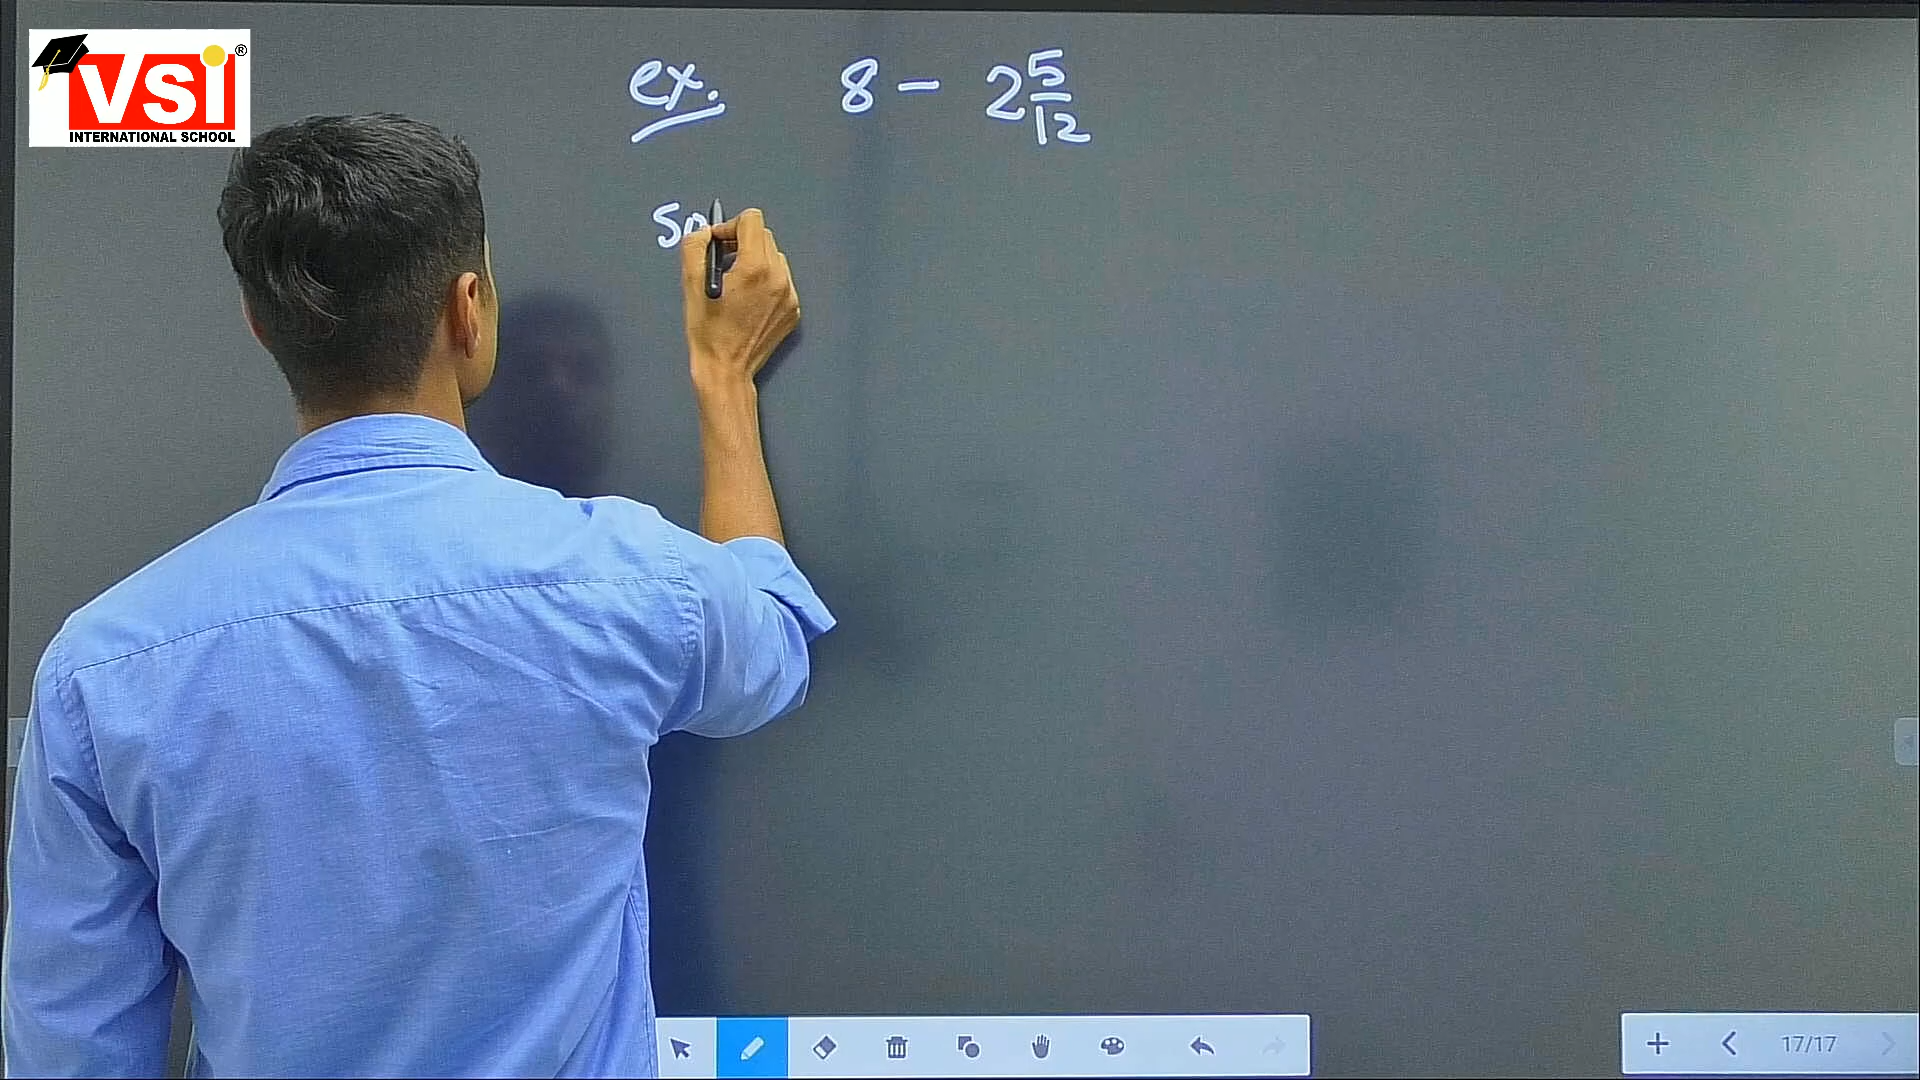 VSI®
INTERNATIONAL SCHOOL
ex. 8 - 2 5/12
so
17/17